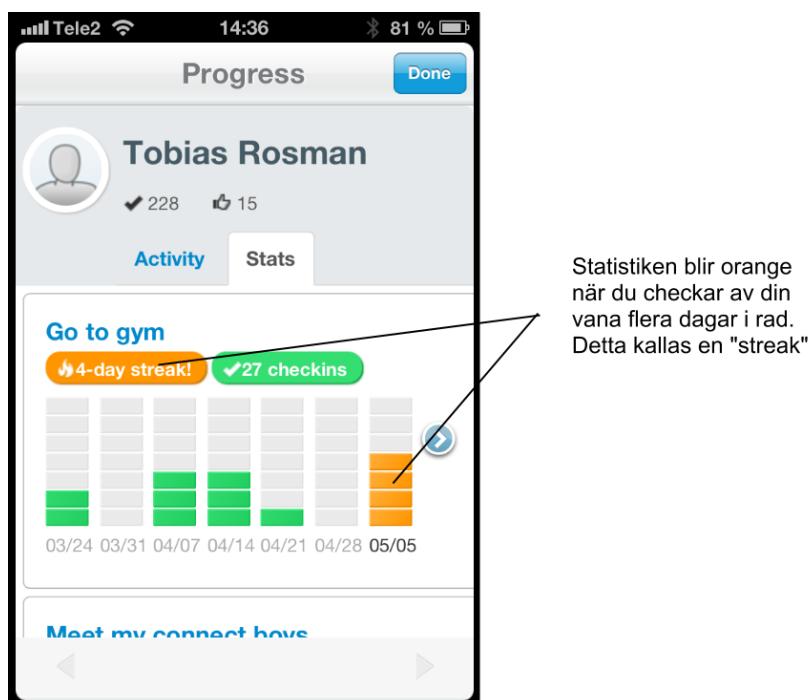 Tele2 14:36 81 %
Progress
Done
Tobias Rosman
228 15
Activity Stats
Go to gym
4-day streak! 27 checkins
03/24 03/31 04/07 04/14 04/21 04/28 05/05
Meet my connect boys
Statistiken blir orange
när du checkar av din
vana flera dagar i rad.
Detta kallas en "streak"